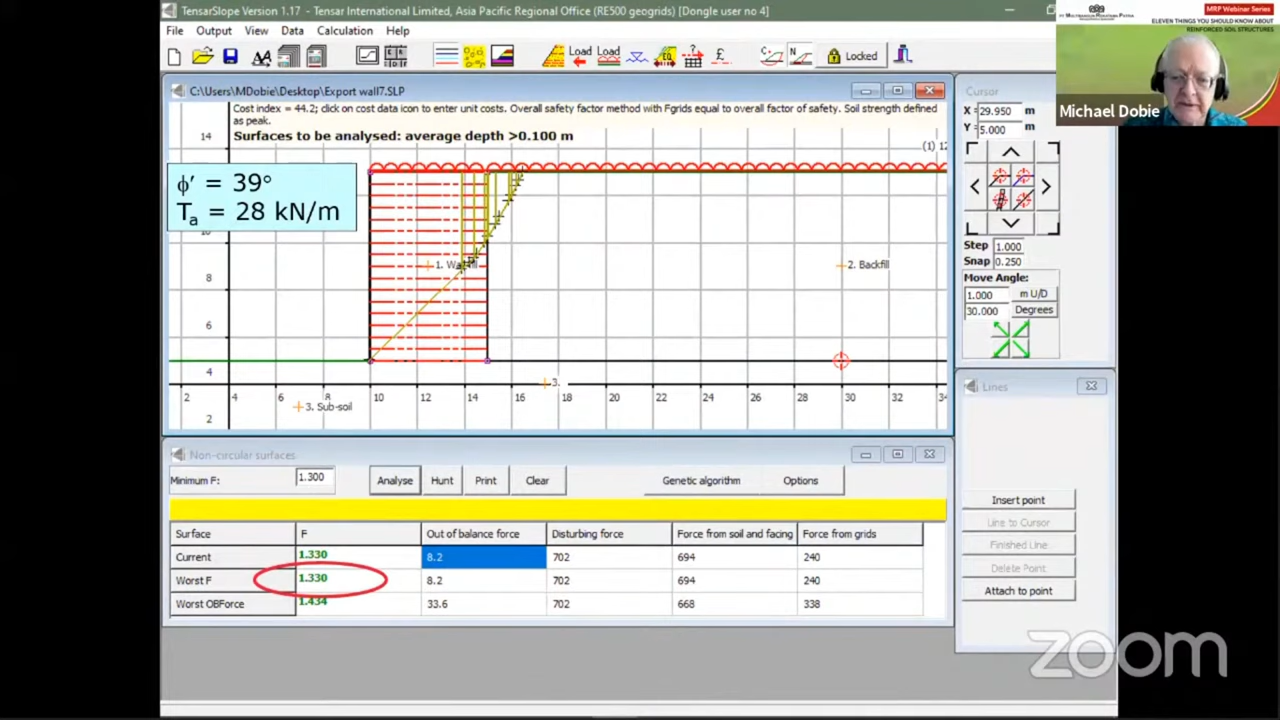 TensarSlope Version 1.17 - Tensar International Limited, Asia Pacific Regional Office (RE500 geogrids) [Dongle user no 4]
File Output View Data Calculation Help
Load Load EQ £ C N Locked
C:\Users\MDobie\Desktop\Export wall7.SLP
Cost index = 44.2; click on cost data icon to enter unit costs. Overall safety factor method with Fgrids equal to overall factor of safety. Soil strength defined
as peak.
Surfaces to be analysed: average depth >0.100 m
14
(1) 12
ϕ′ = 39°
Ta = 28 kN/m
10
8
6
4
2
1. Wallfill
2. Backfill
3.
2 4 6 8 10 12 14 16 18 20 22 24 26 28 30 32 34
3. Sub-soil
Cursor
X= 29.950 m
Y= 5.000 m
Step 1.000
Snap 0.250
Move Angle:
1.000 m U/D
30.000 Degrees
Lines
Insert point
Line to Cursor
Finished Line
Delete Point
Attach to point
Non-circular surfaces
Minimum F: 1.300 Analyse Hunt Print Clear Genetic algorithm Options
Surface F Out of balance force Disturbing force Force from soil and facing Force from grids
Current 1.330 8.2 702 694 240
Worst F 1.330 8.2 702 694 240
Worst OBForce 1.434 33.6 702 668 338
MRP Webinar Series
ELEVEN THINGS YOU SHOULD KNOW ABOUT
REINFORCED SOIL STRUCTURES
Michael Dobie
zoom